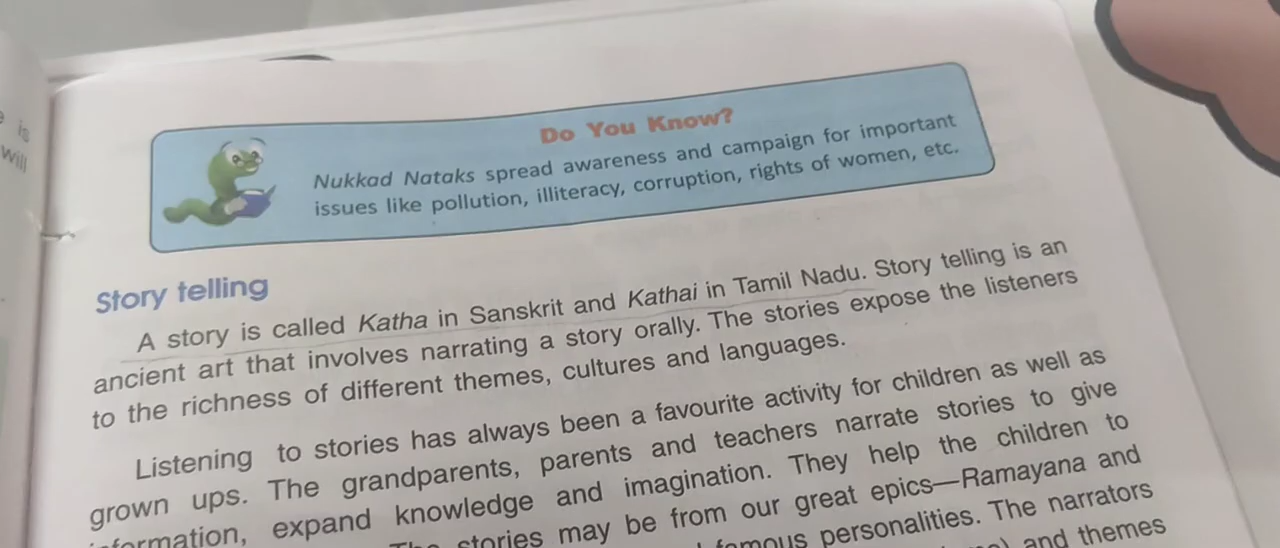 is
will
Do You Know?
Nukkad Nataks spread awareness and campaign for important
issues like pollution, illiteracy, corruption, rights of women, etc.
Story telling
A story is called Katha in Sanskrit and Kathai in Tamil Nadu. Story telling is an
ancient art that involves narrating a story orally. The stories expose the listeners
to the richness of different themes, cultures and languages.
Listening to stories has always been a favourite activity for children as well as
grown ups. The grandparents, parents and teachers narrate stories to give
information, expand knowledge and imagination. They help the children to
The stories may be from our great epics—Ramayana and
famous personalities. The narrators
and themes